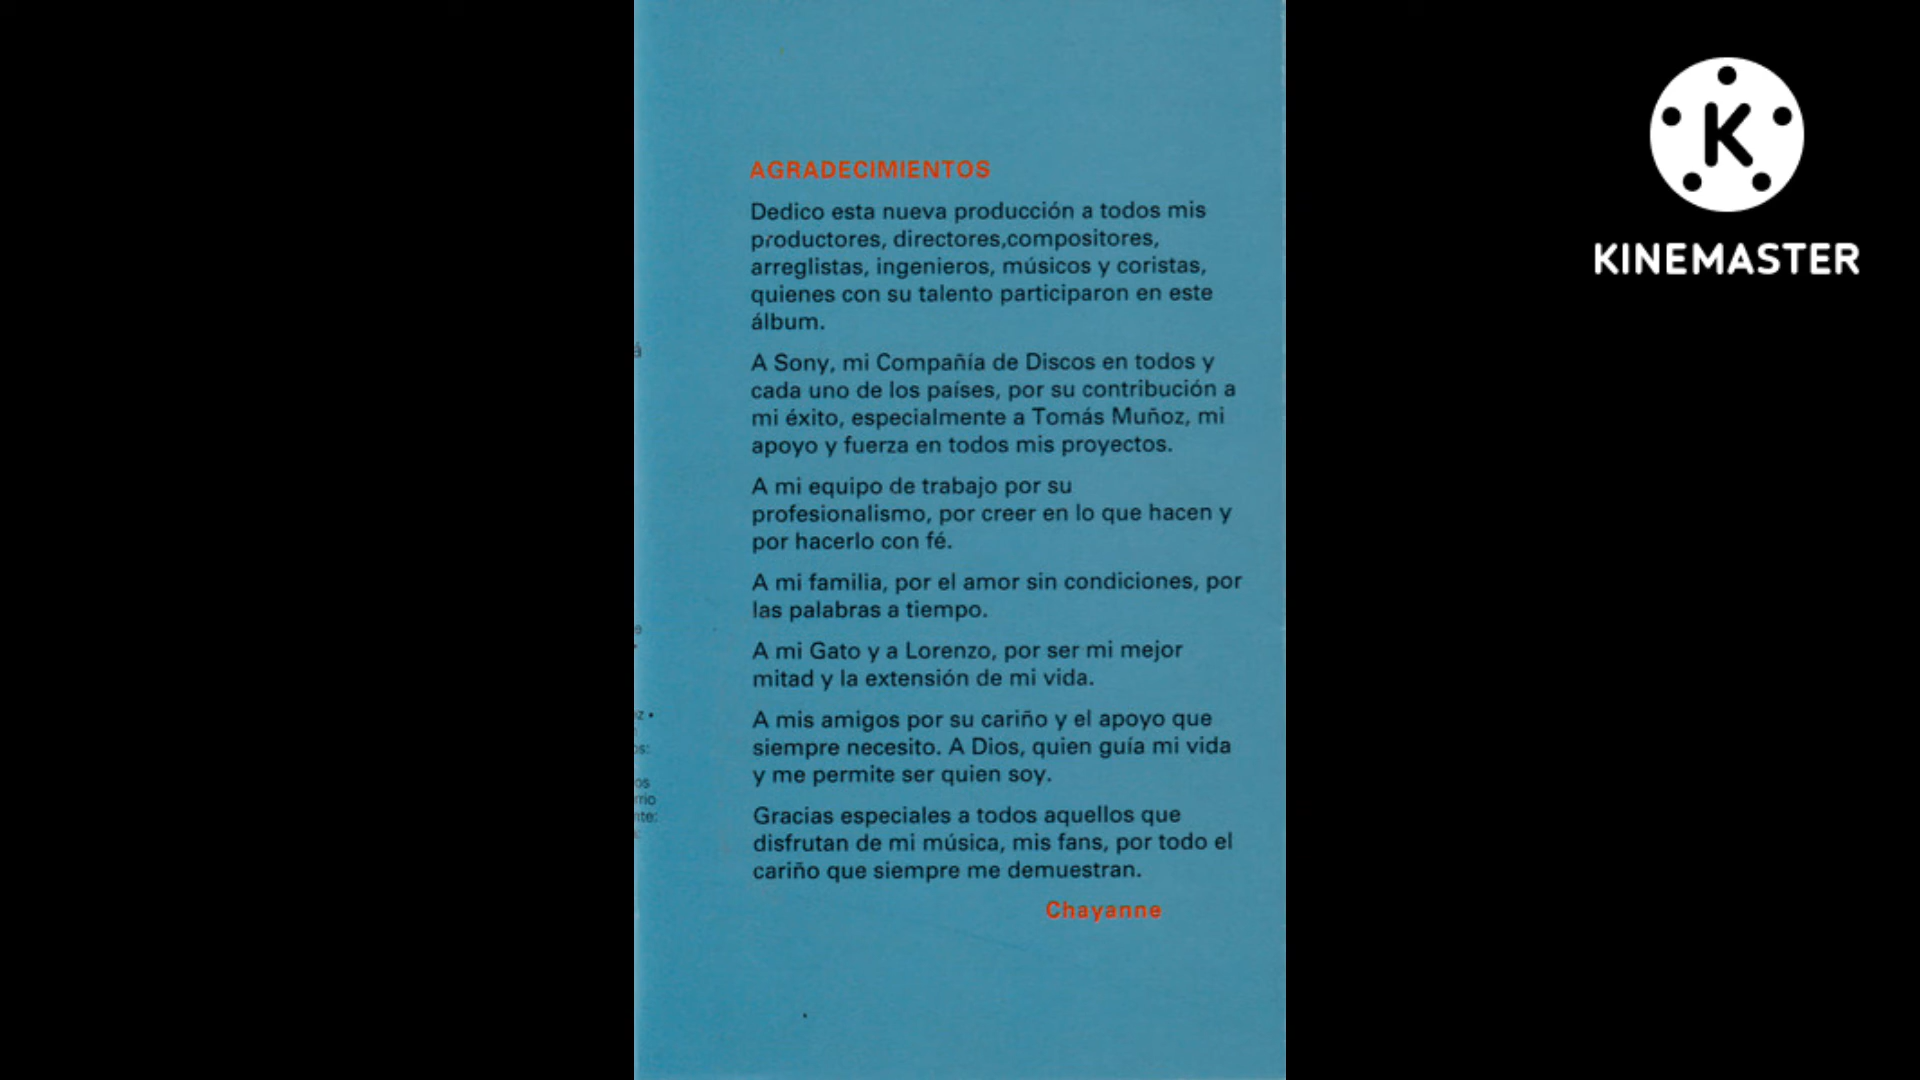 AGRADECIMIENTOS
Dedico esta nueva producción a todos mis
productores, directores,compositores,
arreglistas, ingenieros, músicos y coristas,
quienes con su talento participaron en este
álbum.
A Sony, mi Compañía de Discos en todos y
cada uno de los países, por su contribución a
mi éxito, especialmente a Tomás Muñoz, mi
apoyo y fuerza en todos mis proyectos.
A mi equipo de trabajo por su
profesionalismo, por creer en lo que hacen y
por hacerlo con fé.
A mi familia, por el amor sin condiciones, por
las palabras a tiempo.
A mi Gato y a Lorenzo, por ser mi mejor
mitad y la extensión de mi vida.
A mis amigos por su cariño y el apoyo que
siempre necesito. A Dios, quien guía mi vida
y me permite ser quien soy.
Gracias especiales a todos aquellos que
disfrutan de mi música, mis fans, por todo el
cariño que siempre me demuestran.
Chayanne
K
KINEMASTER